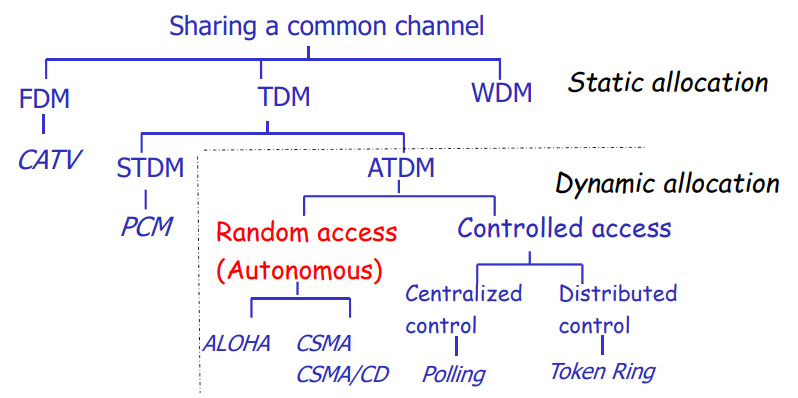 Sharing a common channel
FDM
TDM
WDM
Static allocation
CATV
STDM
ATDM
Dynamic allocation
PCM
Random access
(Autonomous)
Controlled access
Centralized
control
Distributed
control
ALOHA
CSMA
CSMA/CD
Polling
Token Ring